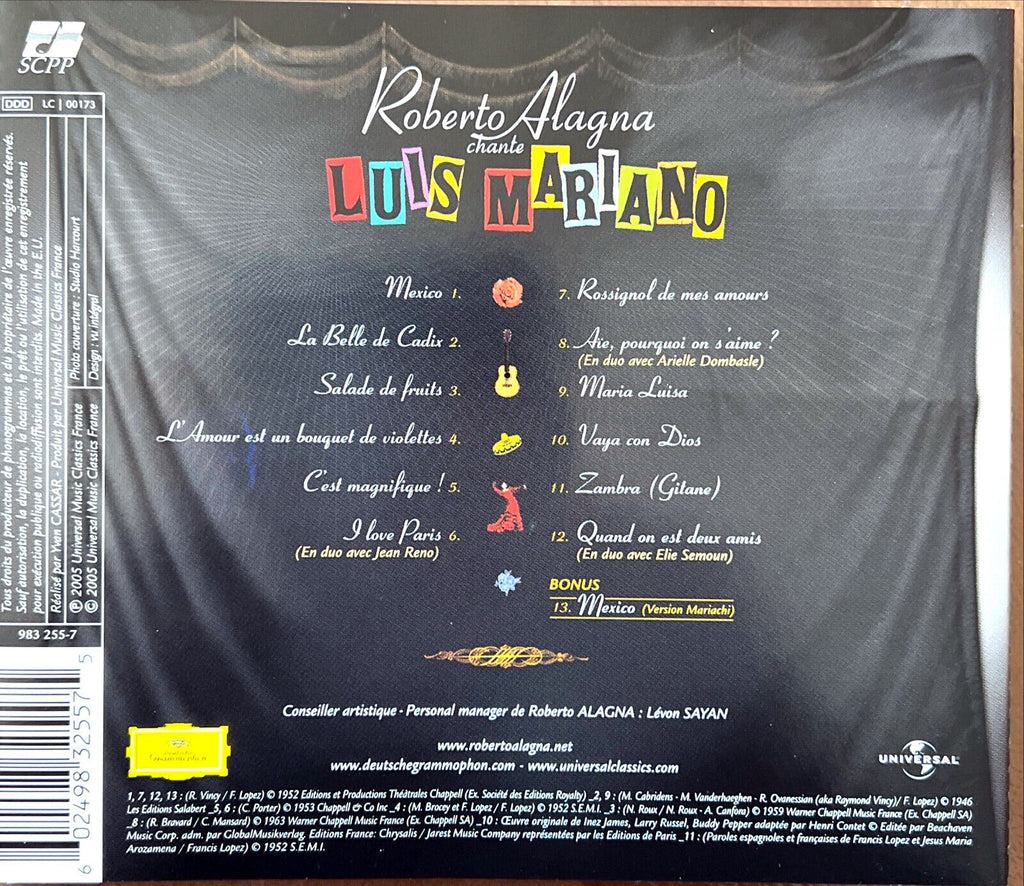 SCPP
DDD LC | 00173
Tous droits du producteur de phonogrammes et du propriétaire de l'œuvre enregistrée réservés.
Sauf autorisation, la duplication, la location, le prêt ou l'utilisation de cet enregistrement
pour exécution publique ou radiodiffusion sont interdits. Made in the E.U.
Réalisé par Yvan CASSAR - Produit par Universal Music Classics France
Photo couverture : Studio Harcourt
Design : vu intégral
℗ 2005 Universal Music Classics France
© 2005 Universal Music Classics France
983 255-7
6 02498 32557 5
Roberto Alagna
chante
LUIS MARIANO
Mexico 1.
La Belle de Cadix 2.
Salade de fruits 3.
L'Amour est un bouquet de violettes 4.
C'est magnifique ! 5.
I love Paris 6.
(En duo avec Jean Reno)
7. Rossignol de mes amours
8. Aïe, pourquoi on s'aime ?
(En duo avec Arielle Dombasle)
9. Maria Luisa
10. Vaya con Dios
11. Zambra (Gitane)
12. Quand on est deux amis
(En duo avec Elie Semoun)
BONUS
13. Mexico (Version Mariachi)
Conseiller artistique - Personal manager de Roberto ALAGNA : Lévon SAYAN
www.robertoalagna.net
www.deutschegrammophon.com - www.universalclassics.com
Deutsche
Grammophon
UNIVERSAL
1, 7, 12, 13 : (R. Vincy / F. Lopez) © 1952 Editions et Productions Théâtrales Chappell (Ex. Société des Editions Royalty) _2, 9 : (M. Cabridens - M. Vanderhaeghen - R. Ovanessian (aka Raymond Vincy)/ F. Lopez) © 1946
Les Editions Salabert _5, 6 : (C. Porter) © 1953 Chappell & Co Inc _4 : (M. Brocey et F. Lopez / F. Lopez) © 1952 S.E.M.I. _3 : (N. Roux / N. Roux - A. Canfora) © 1959 Warner Chappell Music France (Ex. Chappell SA)
_8 : (R. Bravard / C. Mansard) © 1963 Warner Chappell Music France (Ex. Chappell SA) _10 : Œuvre originale de Inez James, Larry Russel, Buddy Pepper adaptée par Henri Contet © Editée par Beachaven
Music Corp. adm. par GlobalMusikverlag. Editions France: Chrysalis / Jarest Music Company représentées par les Editions de Paris _11 : (Paroles espagnoles et françaises de Francis Lopez et Jesus Maria
Arozamena / Francis Lopez) © 1952 S.E.M.I.